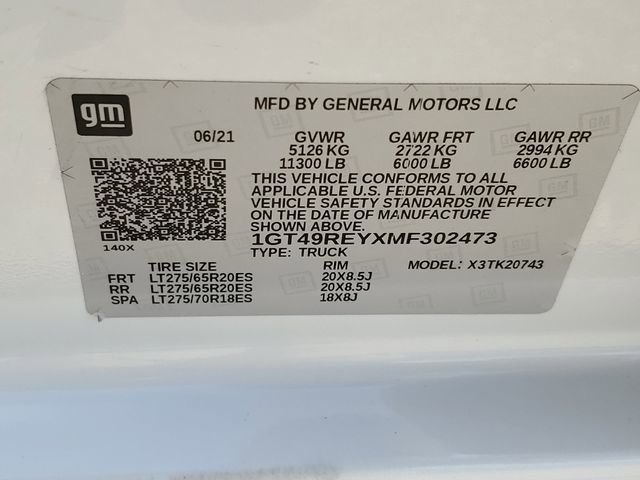 gm
MFD BY GENERAL MOTORS LLC
06/21 GVWR GAWR FRT GAWR RR
5126 KG 2722 KG 2994 KG
11300 LB 6000 LB 6600 LB
THIS VEHICLE CONFORMS TO ALL
APPLICABLE U.S. FEDERAL MOTOR
VEHICLE SAFETY STANDARDS IN EFFECT
ON THE DATE OF MANUFACTURE
SHOWN ABOVE.
140X 1GT49REYXMF302473
TYPE: TRUCK
TIRE SIZE RIM MODEL: X3TK20743
FRT LT275/65R20ES 20X8.5J
RR LT275/65R20ES 20X8.5J
SPA LT275/70R18ES 18X8J